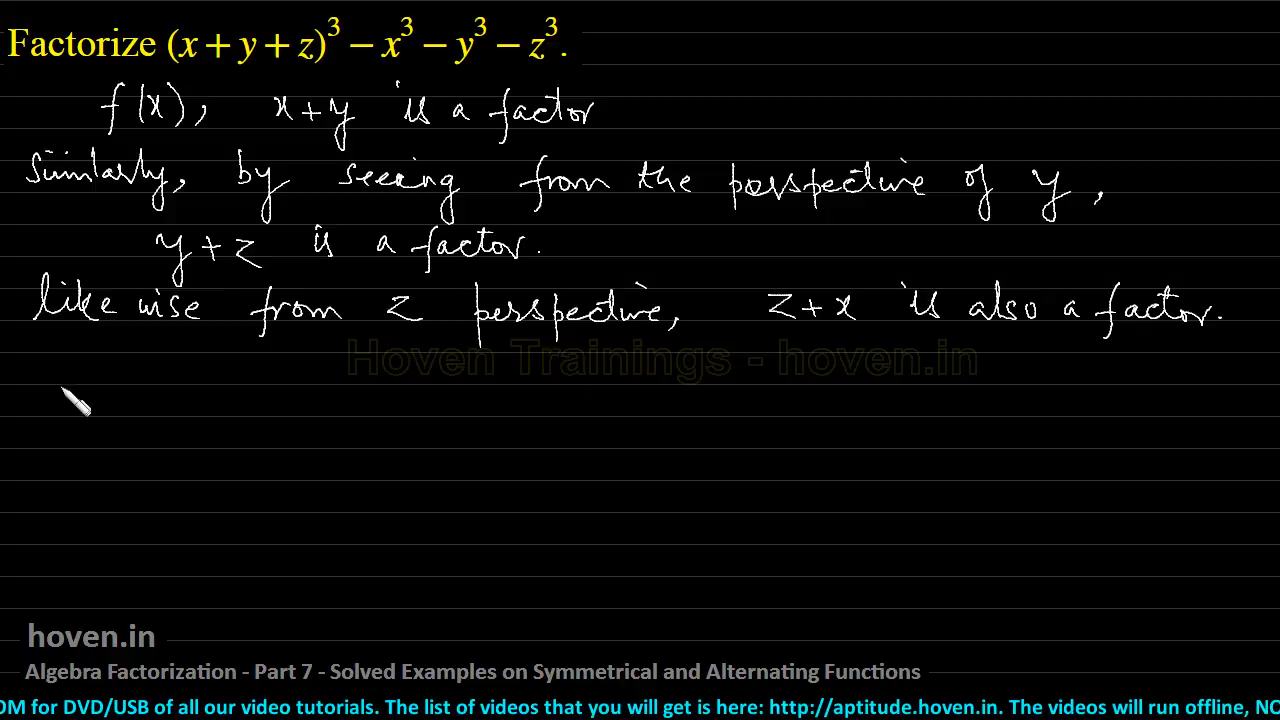 Factorize (x + y + z)³ − x³ − y³ − z³.
f(x), x+y is a factor
Similarly, by seeing from the perspective of y,
y+z is a factor.
likewise from z perspective, z+x is also a factor.
Hoven Trainings - hoven.in
hoven.in
Algebra Factorization - Part 7 - Solved Examples on Symmetrical and Alternating Functions
OM for DVD/USB of all our video tutorials. The list of videos that you will get is here: http://aptitude.hoven.in. The videos will run offline, NO